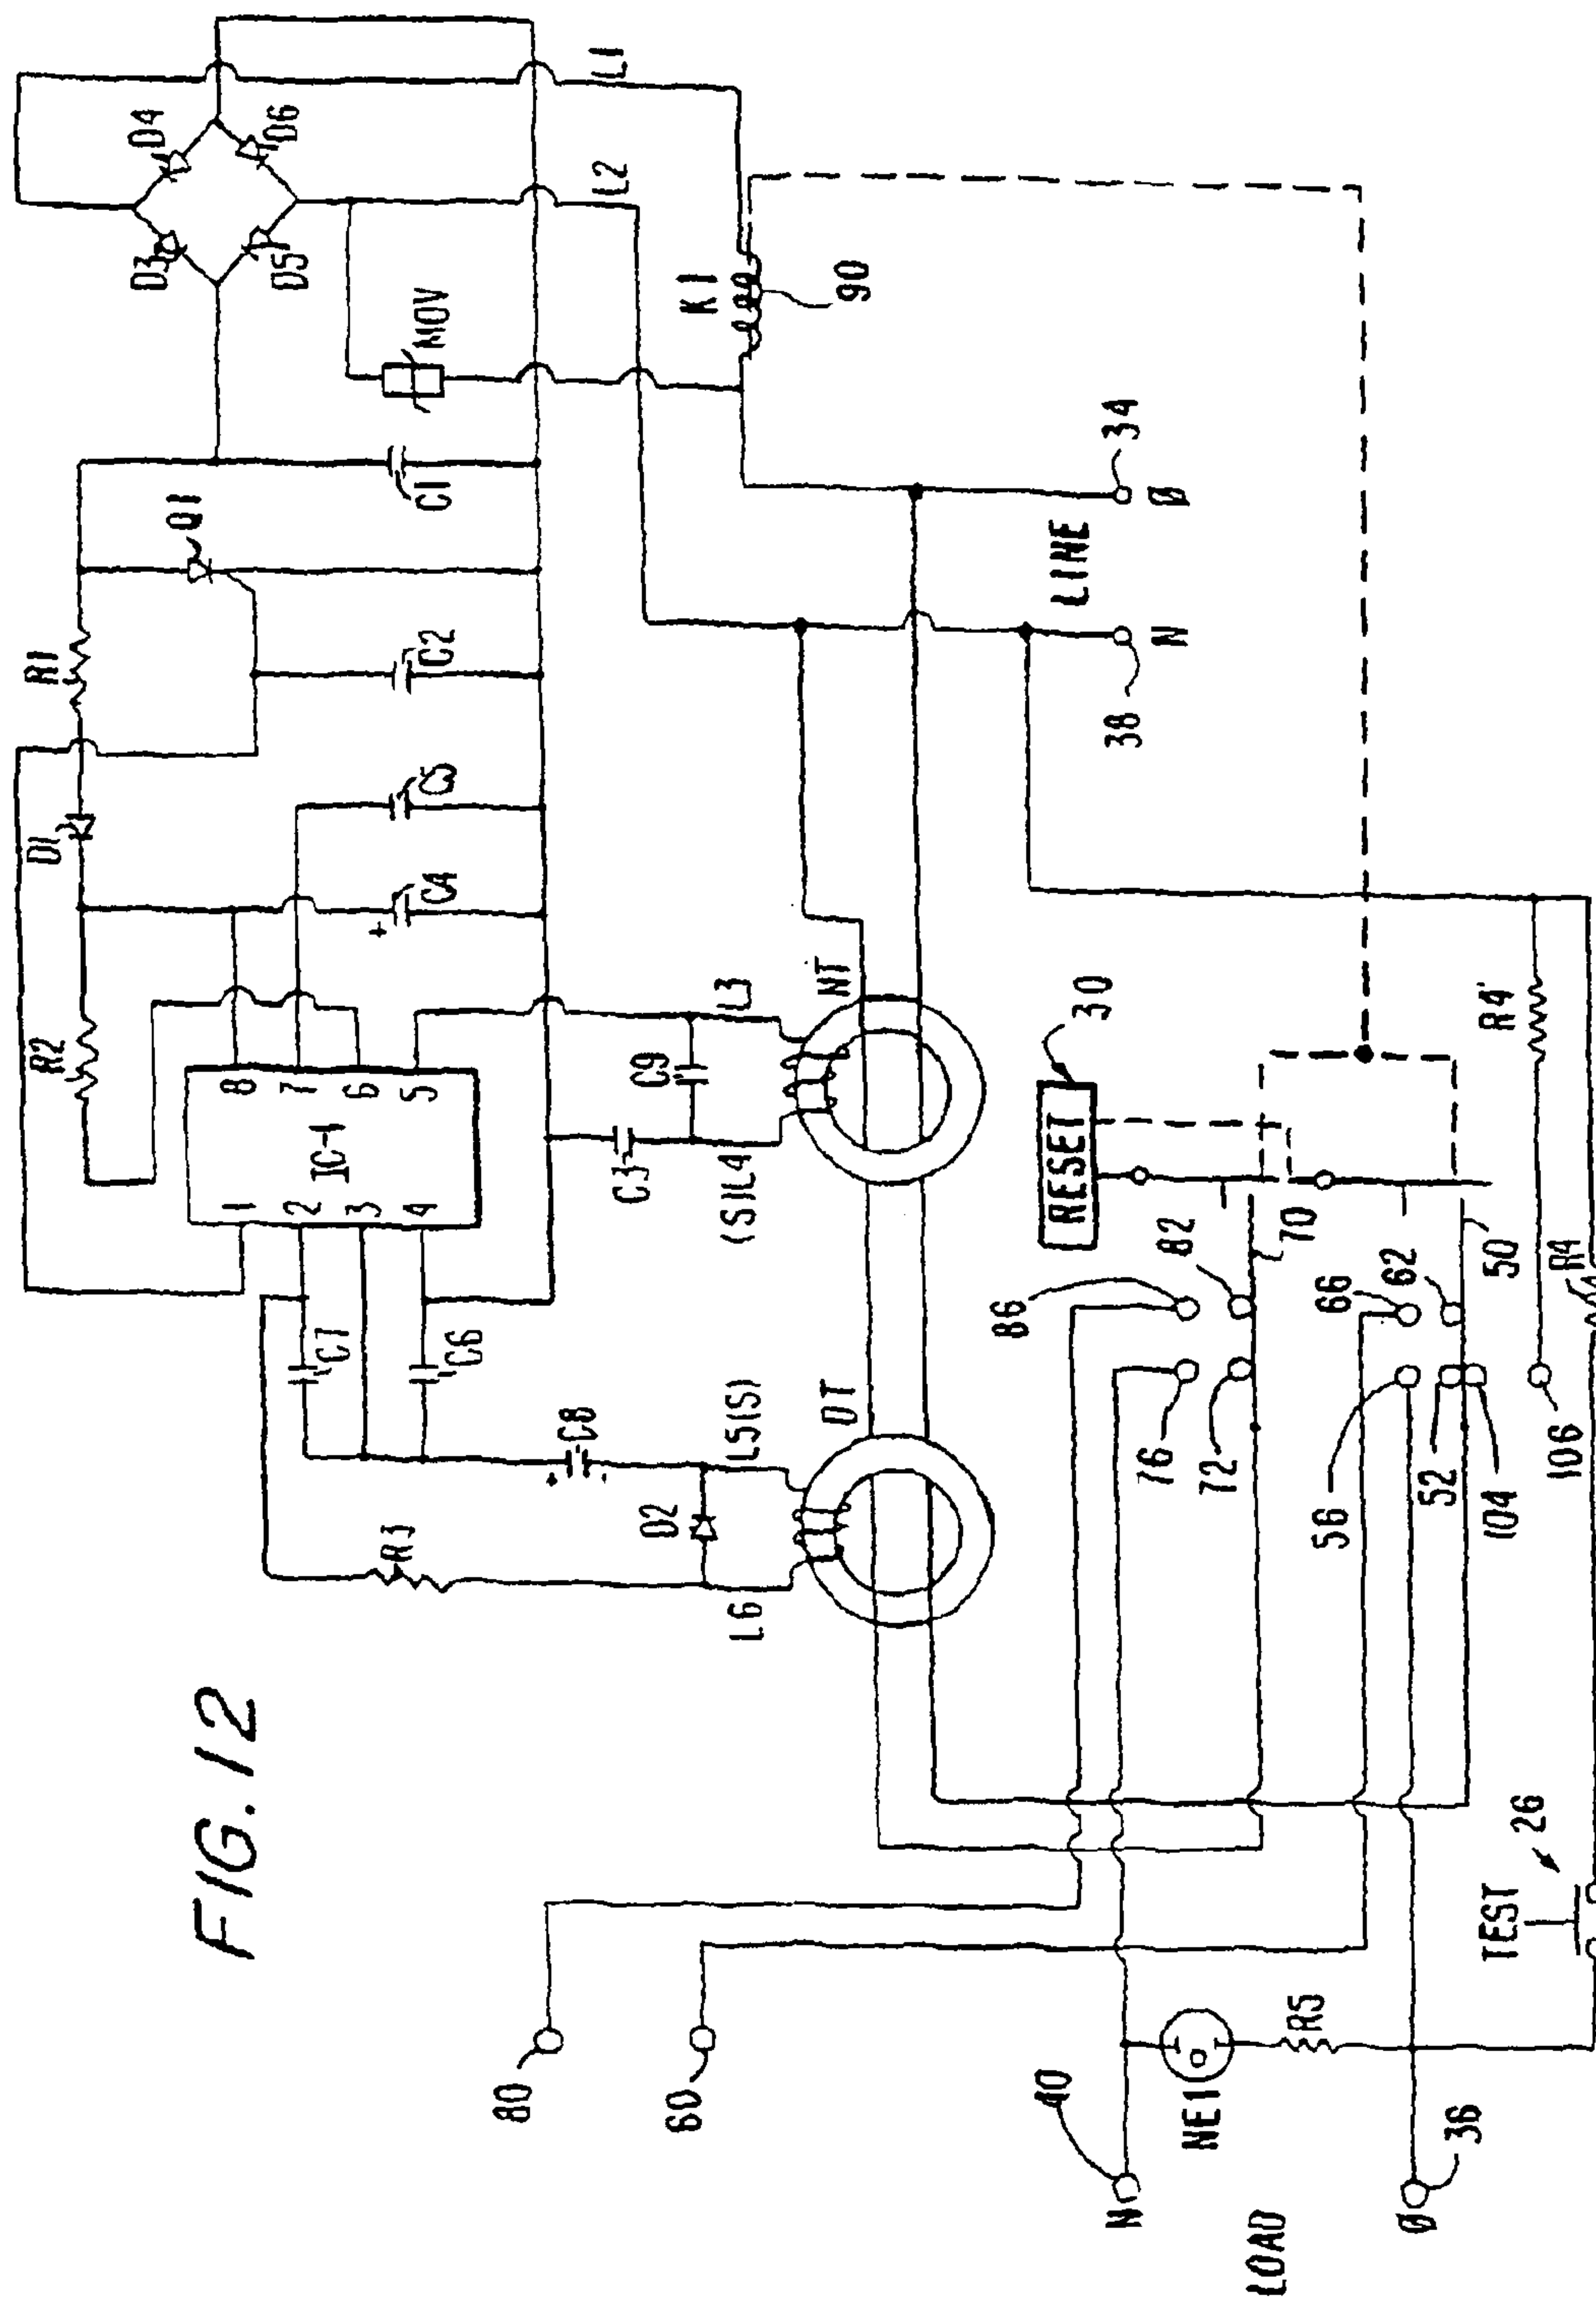 FIG. 12
D4
D6
D3
D5
L1
L2
MOV
K1
90
Q1
C1
R1
C2
D1
C5
C4
R2
IC-1
8
7
6
5
1
2
3
4
C7
C6
C3
C9
L3
(S)L4
NT
C8
R3
D2
L5(S)
L6
DT
34
Ø
LINE
N
38
RESET
30
86
82
70
76
72
66
62
50
56
52
104
106
R4'
R4
TEST
26
80
60
40
N
NE1
R5
LOAD
Ø
36